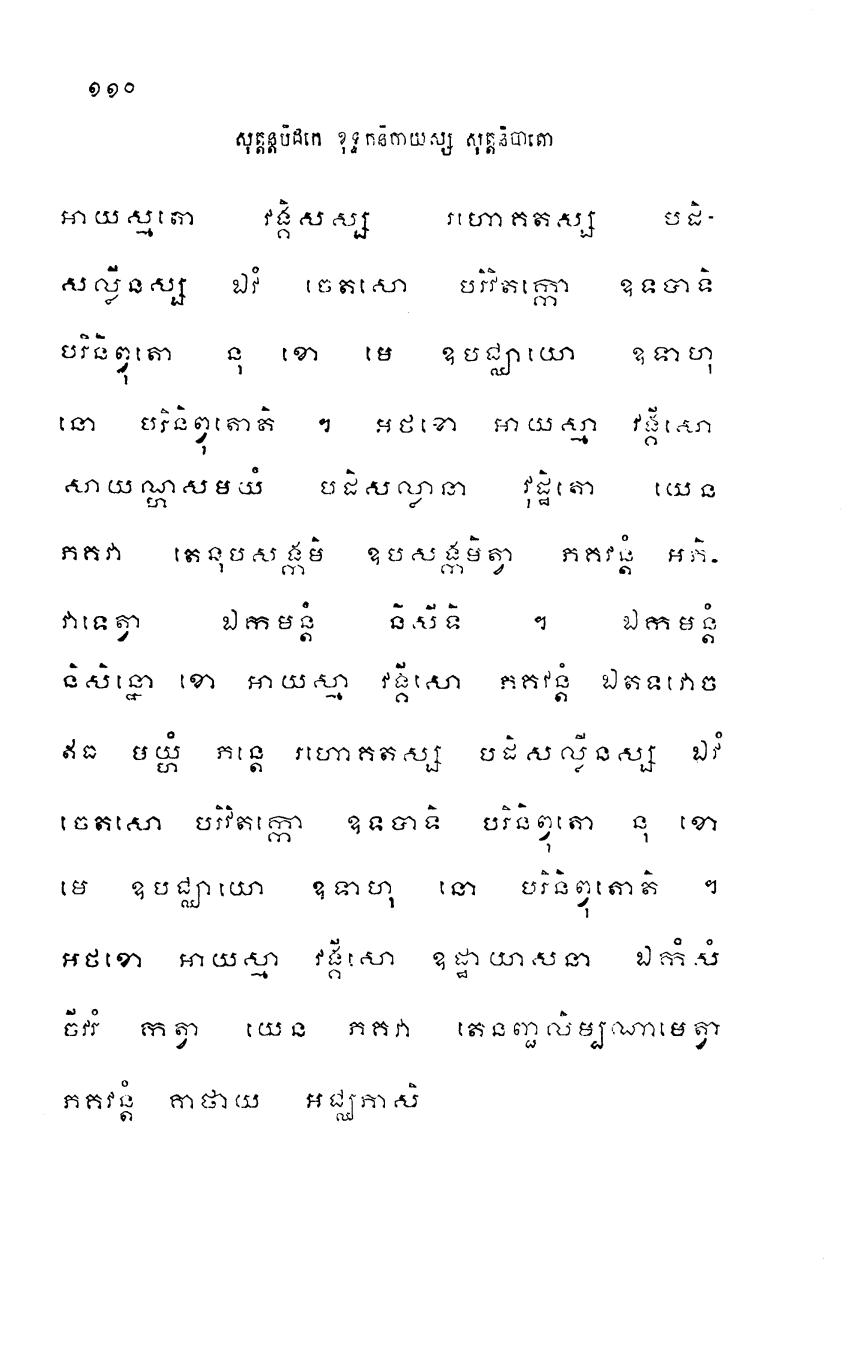 ១១០
សុត្តន្តបិដកេ ខុទ្ទកនិកាយស្ស សុត្តនិបាតោ
អាយស្មតោ វង្គិសស្ស រហោគតស្ស បដិ-
សល្លីនស្ស ឯវំ ចេតសោ បរិវិតក្កោ ឧទបាទិ
បរិនិព្វុតោ នុ ខោ មេ ឧបជ្ឈាយោ ឧទាហុ
នោ បរិនិព្វុតោតិ ។ អថខោ អាយស្មា វង្គីសោ
សាយណ្ហសមយំ បដិសល្លានា វុដ្ឋិតោ យេន
ភគវា តេនុបសង្កមិ ឧបសង្កមិត្វា ភគវន្តំ អភិ-
វាទេត្វា ឯកមន្តំ និសីទិ ។ ឯកមន្តំ
និសិន្នោ ខោ អាយស្មា វង្គីសោ ភគវន្តំ ឯតទវោច
ឥធ មយ្ហំ ភន្តេ រហោគតស្ស បដិសល្លីនស្ស ឯវំ
ចេតសោ បរិវិតក្កោ ឧទបាទិ បរិនិព្វុតោ នុ ខោ
មេ ឧបជ្ឈាយោ ឧទាហុ នោ បរិនិព្វុតោតិ ។
អថខោ អាយស្មា វង្គីសោ ឧដ្ឋាយាសនា ឯកំសំ
ចីវរំ កត្វា យេន ភគវា តេនញ្ជលិម្បណាមេត្វា
ភគវន្តំ គាថាយ អជ្ឈភាសិ